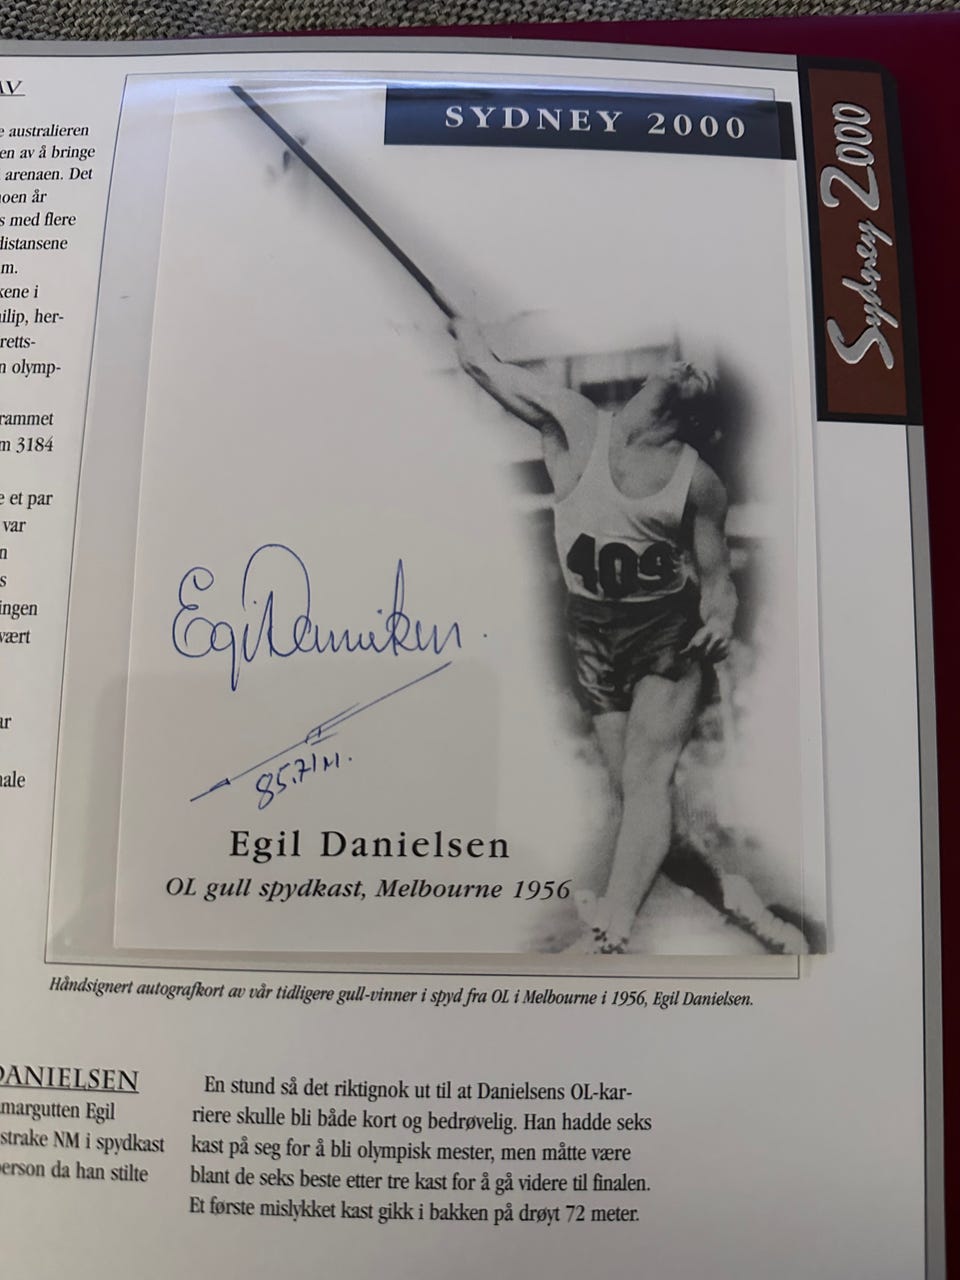 SYDNEY 2000
Sydney 2000
AV
australieren
en av å bringe
arenaen. Det
noen år
s med flere
distansene
m.
kene i
ilip, her-
retts-
n olymp-
rammet
m 3184
e et par
var
n
s
ingen
vært
ar
nale
409
Egil Danielsen
85,71 M.
Egil Danielsen
OL gull spydkast, Melbourne 1956
Håndsignert autografkort av vår tidligere gull-vinner i spyd fra OL i Melbourne i 1956, Egil Danielsen.
DANIELSEN
margutten Egil
strake NM i spydkast
person da han stilte
En stund så det riktignok ut til at Danielsens OL-kar-
riere skulle bli både kort og bedrøvelig. Han hadde seks
kast på seg for å bli olympisk mester, men måtte være
blant de seks beste etter tre kast for å gå videre til finalen.
Et første mislykket kast gikk i bakken på drøyt 72 meter.